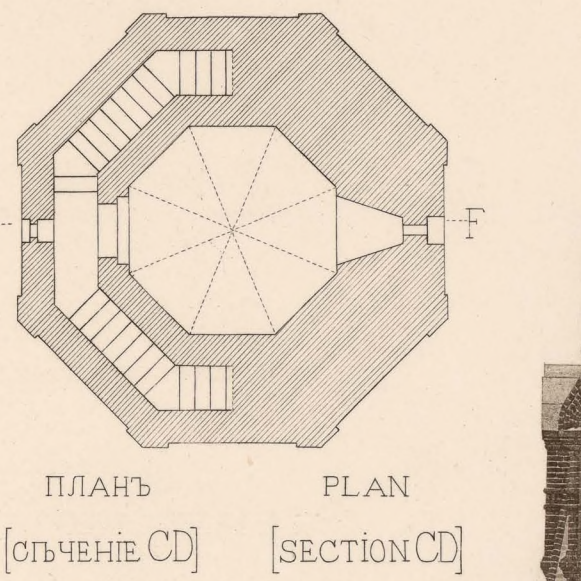 F
ПЛАНЪ PLAN
[СѢЧЕНІЕ CD] [SECTION CD]